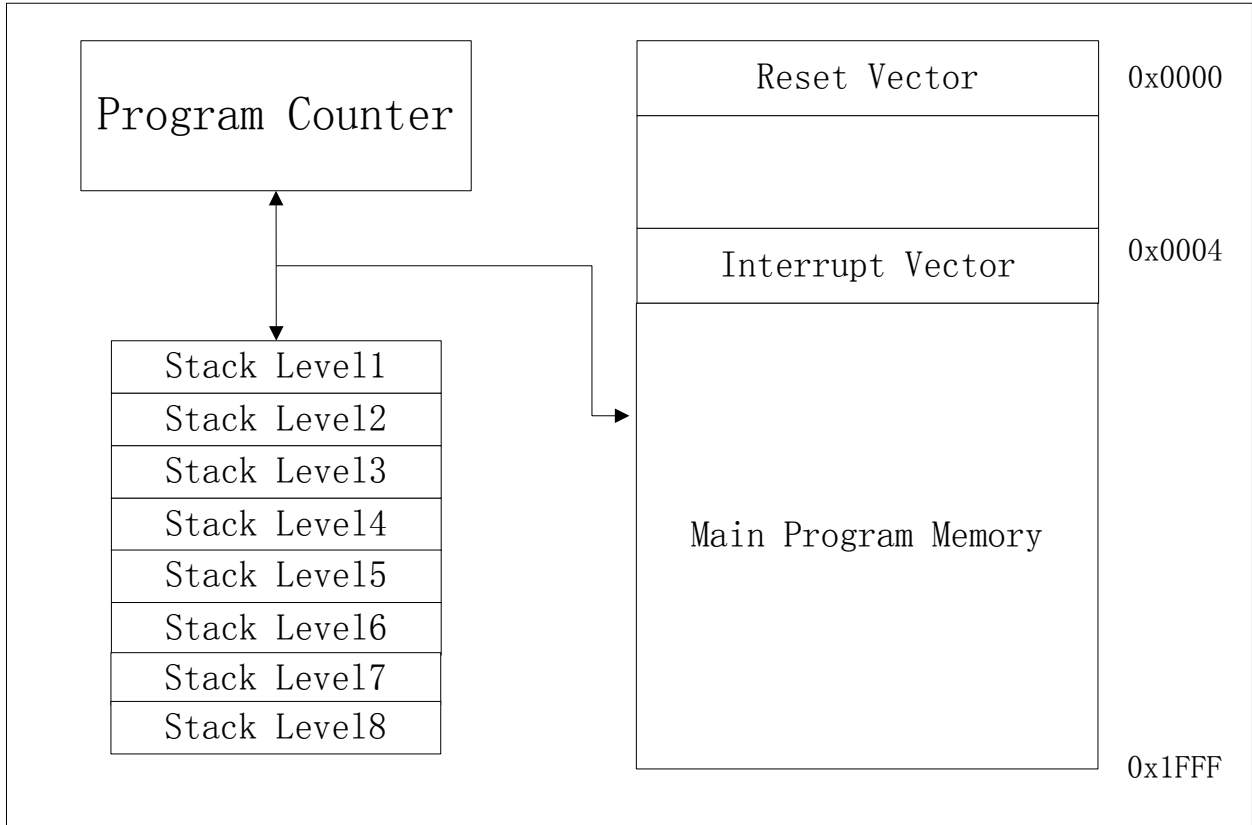 Program Counter
Stack Level1
Stack Level2
Stack Level3
Stack Level4
Stack Level5
Stack Level6
Stack Level7
Stack Level8
Reset Vector
0x0000
Interrupt Vector
0x0004
Main Program Memory
0x1FFF